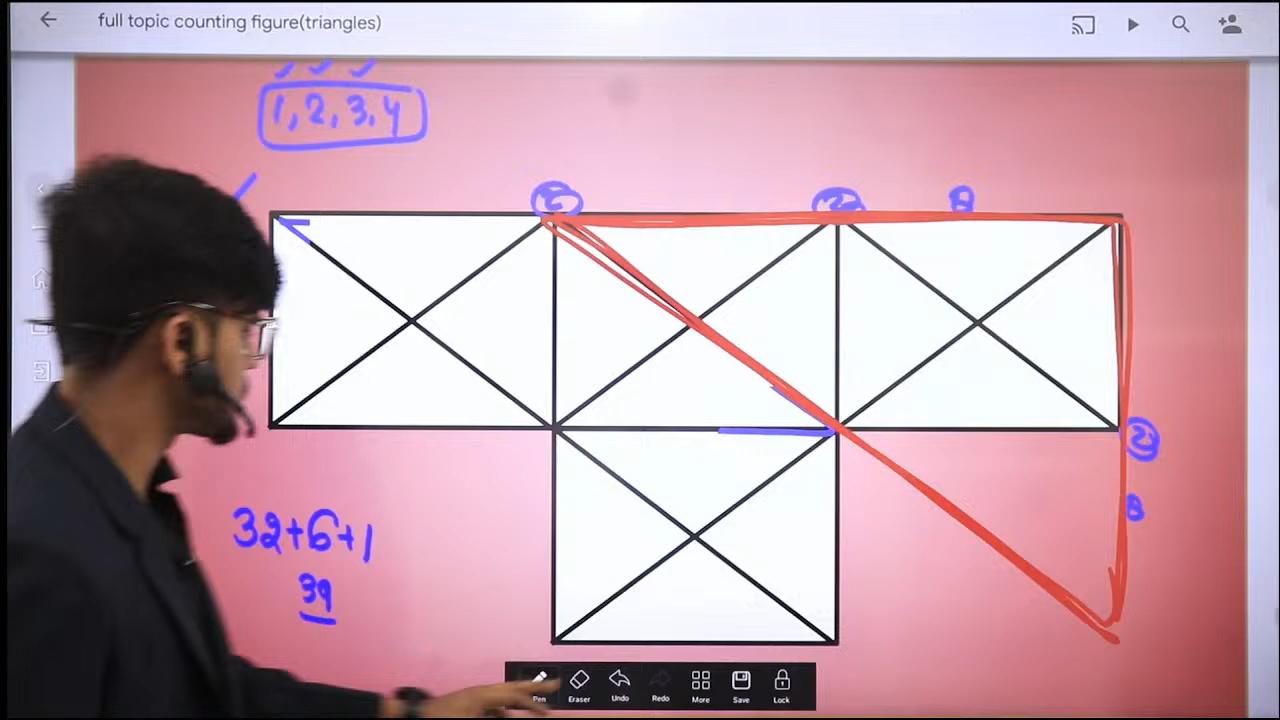 full topic counting figure(triangles)
1, 2, 3, 4
8
8
32+6+1
39
Pen
Eraser
Undo
Redo
More
Save
Lock